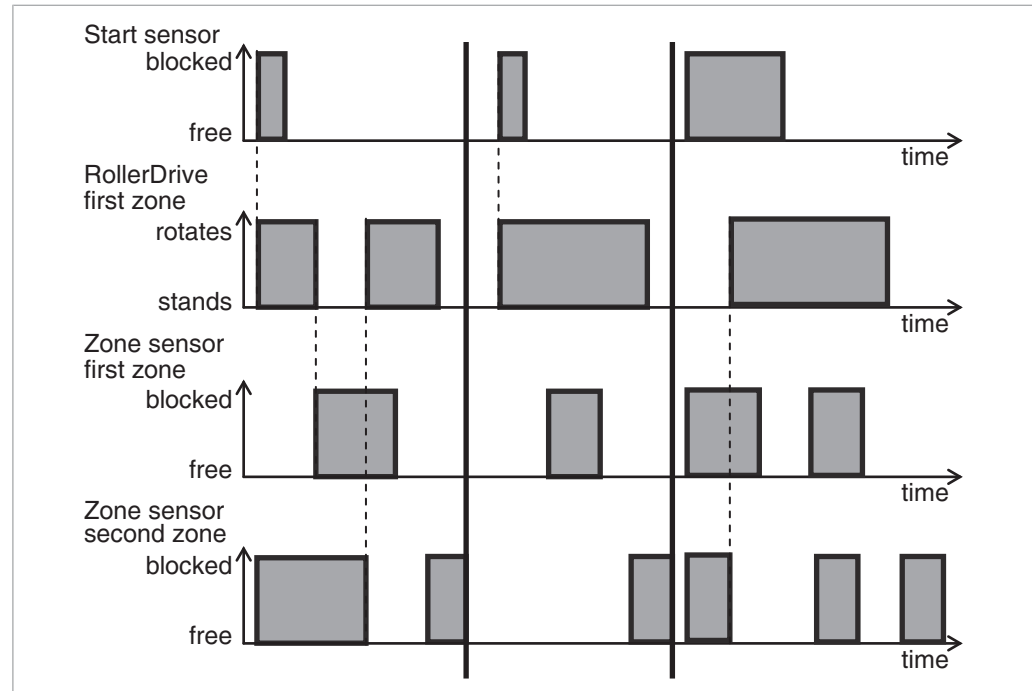 Start sensor
blocked
free
time
RollerDrive
first zone
rotates
stands
time
Zone sensor
first zone
blocked
free
time
Zone sensor
second zone
blocked
free
time